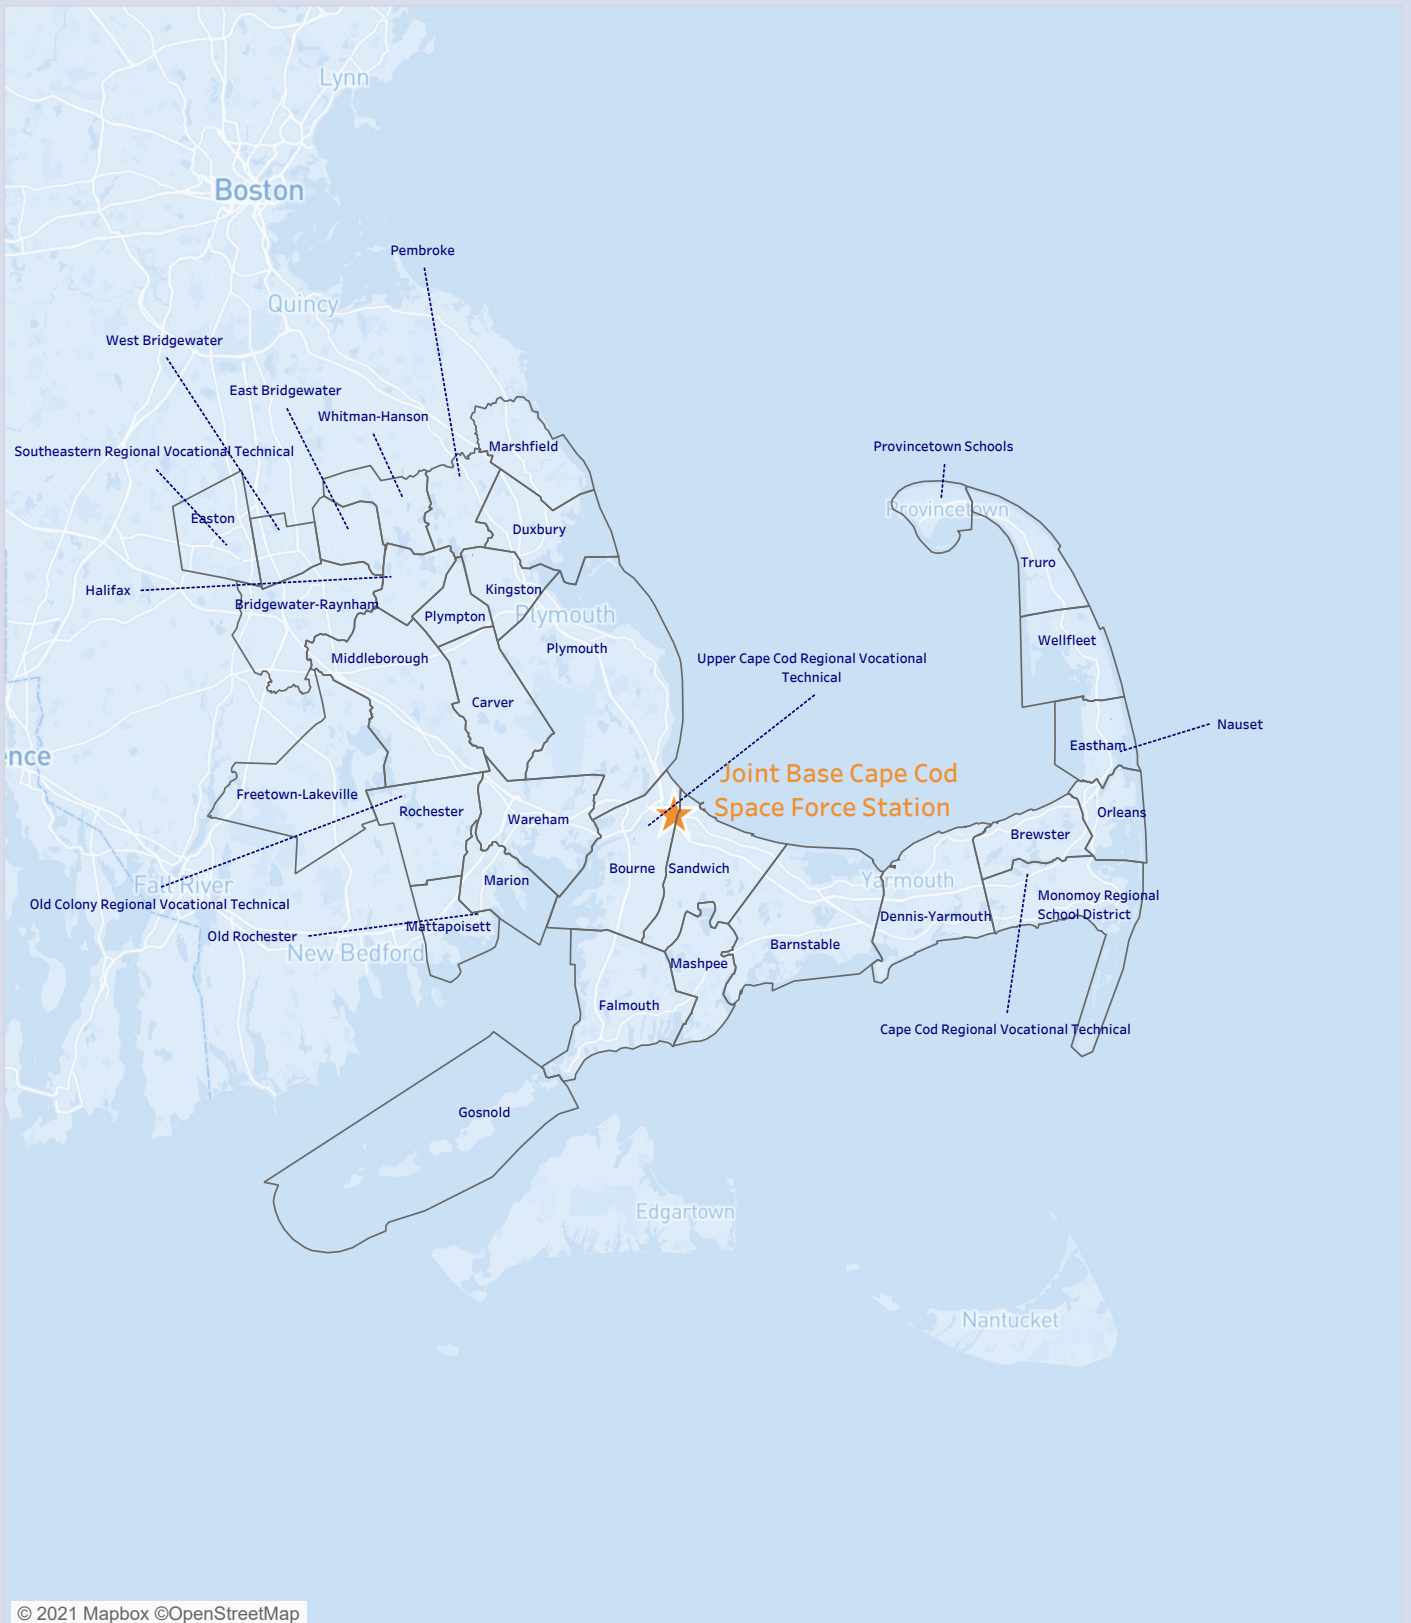 Lynn
Boston
Pembroke
Quincy
West Bridgewater
East Bridgewater
Whitman-Hanson
Marshfield
Provincetown Schools
Southeastern Regional Vocational Technical
Provincetown
Easton
Duxbury
Truro
Halifax
Kingston
Bridgewater-Raynham
Plympton
Plymouth
Wellfleet
Plymouth
Middleborough
Upper Cape Cod Regional Vocational
Technical
Carver
Nauset
Eastham
ence
Joint Base Cape Cod
Space Force Station
Freetown-Lakeville
Rochester
Wareham
Orleans
Brewster
Bourne
Sandwich
Marion
Fall River
Yarmouth
Monomoy Regional
School District
Old Colony Regional Vocational Technical
Dennis-Yarmouth
Mattapoisett
Old Rochester
Barnstable
New Bedford
Mashpee
Falmouth
Cape Cod Regional Vocational Technical
Gosnold
Edgartown
Nantucket
© 2021 Mapbox ©OpenStreetMap